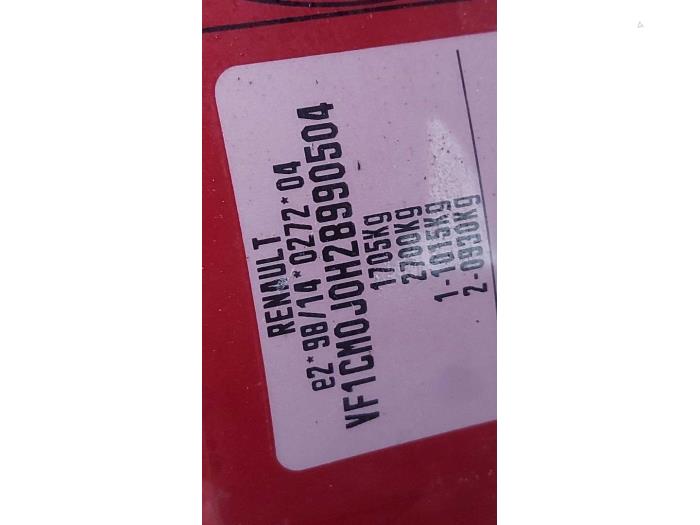 RENAULT
e2*98/14*0272*04
VF1CM0J0H28990504
1705Kg
2700Kg
1-1015Kg
2-0930Kg